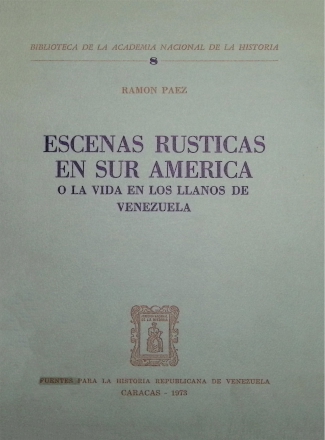 BIBLIOTECA DE LA ACADEMIA NACIONAL DE LA HISTORIA
8
RAMON PAEZ
ESCENAS RUSTICAS
EN SUR AMERICA
O LA VIDA EN LOS LLANOS DE
VENEZUELA
FUENTES PARA LA HISTORIA REPUBLICANA DE VENEZUELA
CARACAS – 1973